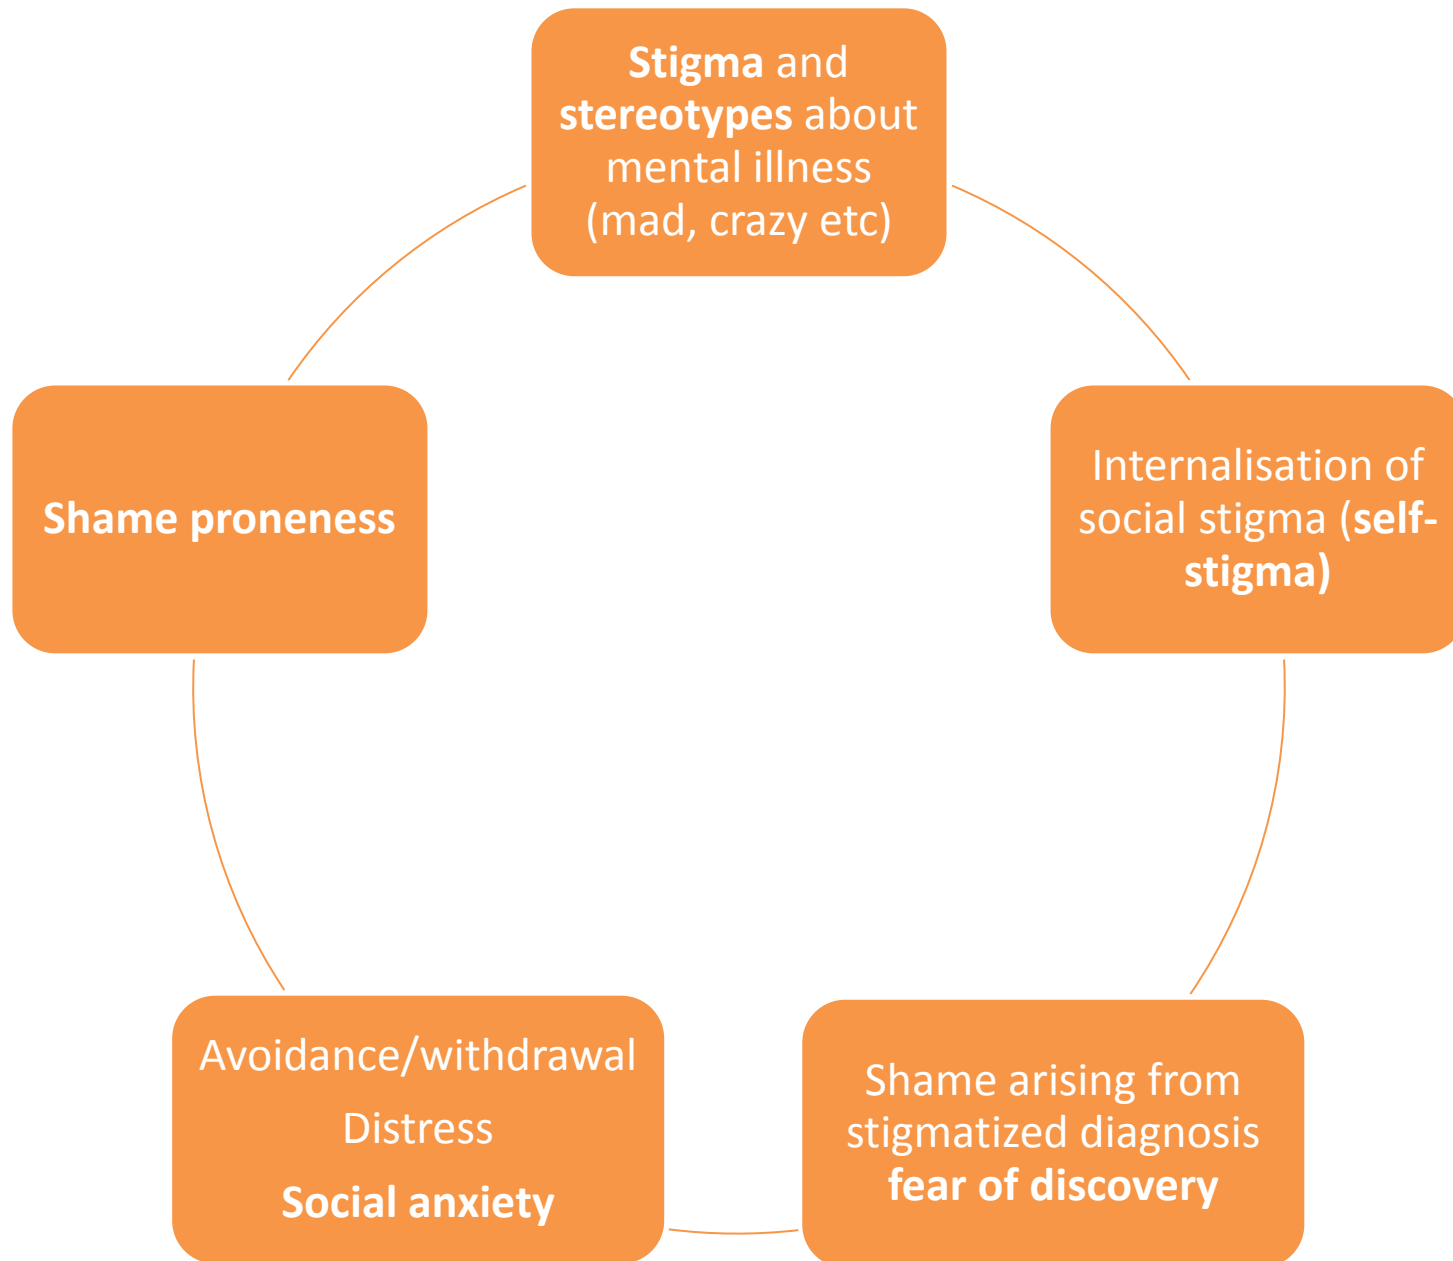 Stigma and
stereotypes about
mental illness
(mad, crazy etc)
Internalisation of
social stigma (self-
stigma)
Shame arising from
stigmatized diagnosis
fear of discovery
Avoidance/withdrawal
Distress
Social anxiety
Shame proneness